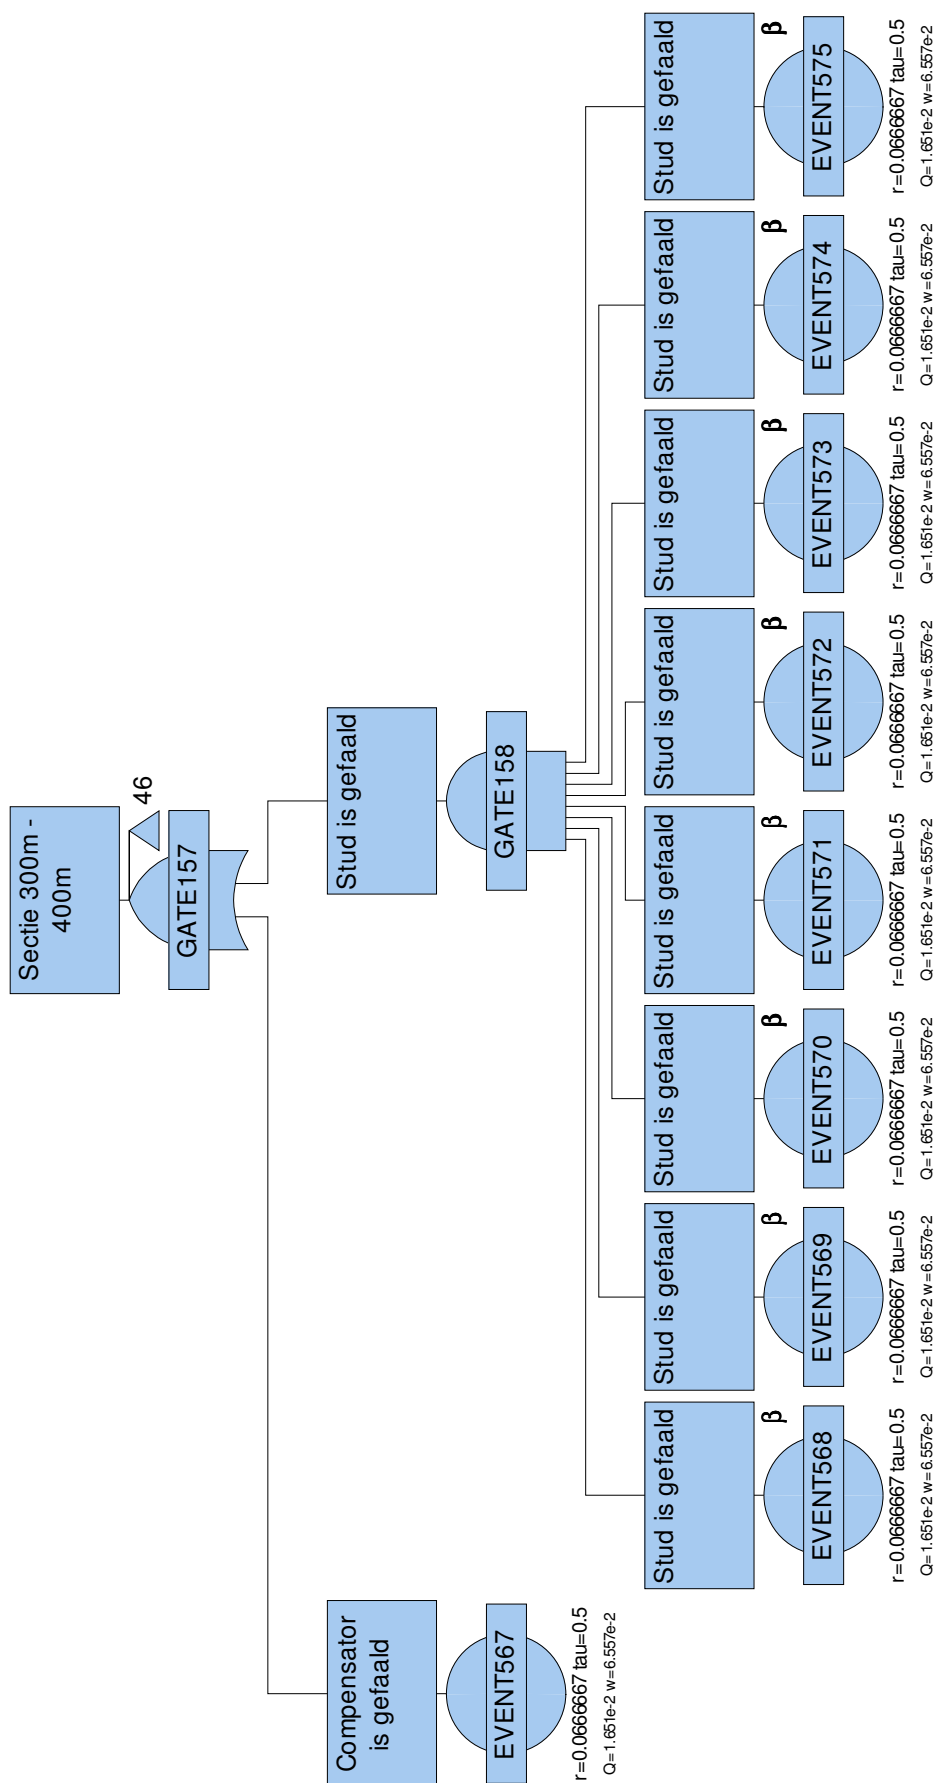 Sectie 300m -
400m
46
GATE157
Compensator
is gefaald
EVENT567
r=0.0666667 tau=0.5
Q=1.651e-2 w=6.557e-2
Stud is gefaald
GATE158
Stud is gefaald
β
EVENT568
r=0.0666667 tau=0.5
Q=1.651e-2 w=6.557e-2
Stud is gefaald
β
EVENT569
r=0.0666667 tau=0.5
Q=1.651e-2 w=6.557e-2
Stud is gefaald
β
EVENT570
r=0.0666667 tau=0.5
Q=1.651e-2 w=6.557e-2
Stud is gefaald
β
EVENT571
r=0.0666667 tau=0.5
Q=1.651e-2 w=6.557e-2
Stud is gefaald
β
EVENT572
r=0.0666667 tau=0.5
Q=1.651e-2 w=6.557e-2
Stud is gefaald
β
EVENT573
r=0.0666667 tau=0.5
Q=1.651e-2 w=6.557e-2
Stud is gefaald
β
EVENT574
r=0.0666667 tau=0.5
Q=1.651e-2 w=6.557e-2
Stud is gefaald
β
EVENT575
r=0.0666667 tau=0.5
Q=1.651e-2 w=6.557e-2